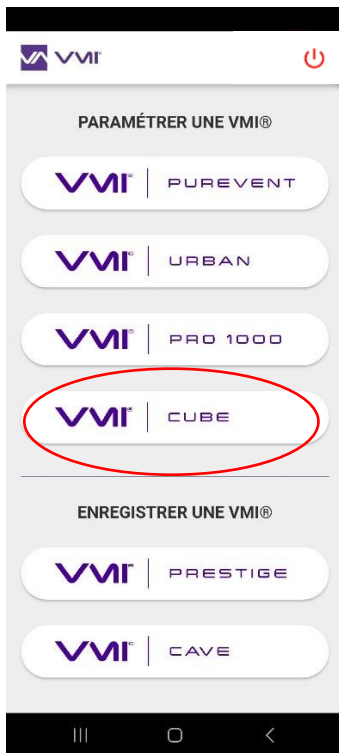 VMI
PARAMÉTRER UNE VMI®
VMI® | PUREVENT
VMI® | URBAN
VMI® | PRO 1000
VMI® | CUBE
ENREGISTRER UNE VMI®
VMI® | PRESTIGE
VMI® | CAVE